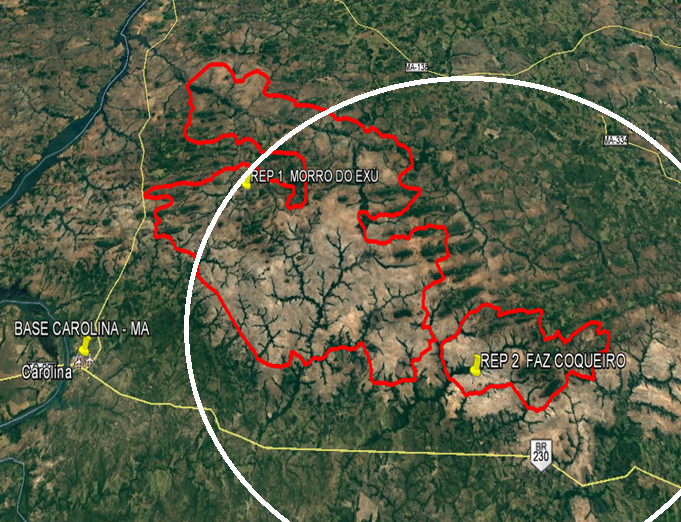 MA-138
MA-334
REP 1 MORRO DO EXÚ
BASE CAROLINA - MA
Carolina
REP 2 FAZ COQUEIRO
BR
230